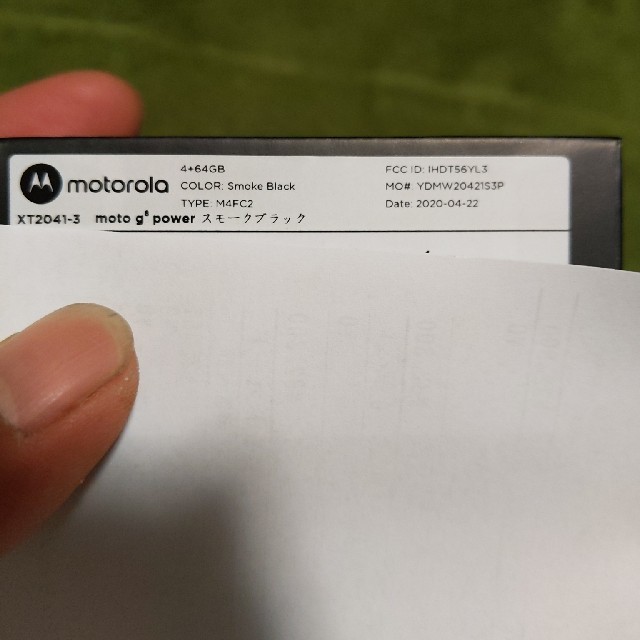 motorola
4+64GB
COLOR: Smoke Black
TYPE: M4FC2
FCC ID: IHDT56YL3
MO#: YDMW2042153P
Date: 2020-04-22
XT2041-3 moto g⁸ power スモークブラック